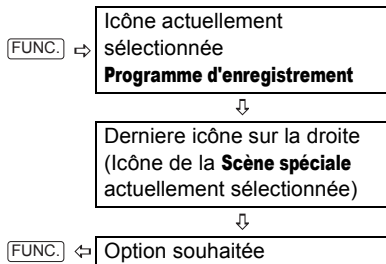 Icône actuellement
FUNC. ⇨ sélectionnée
Programme d'enregistrement
⇩
Derniere icône sur la droite
(Icône de la Scène spéciale
actuellement sélectionnée)
⇩
FUNC. ⇦ Option souhaitée